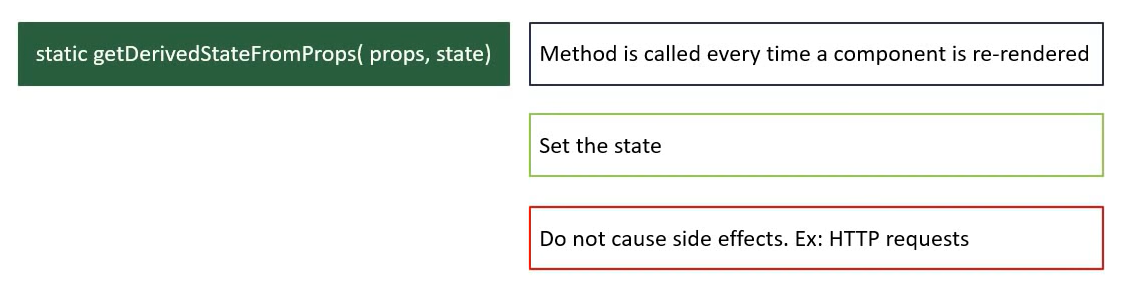 static getDerivedStateFromProps( props, state)
Method is called every time a component is re-rendered
Set the state
Do not cause side effects. Ex: HTTP requests